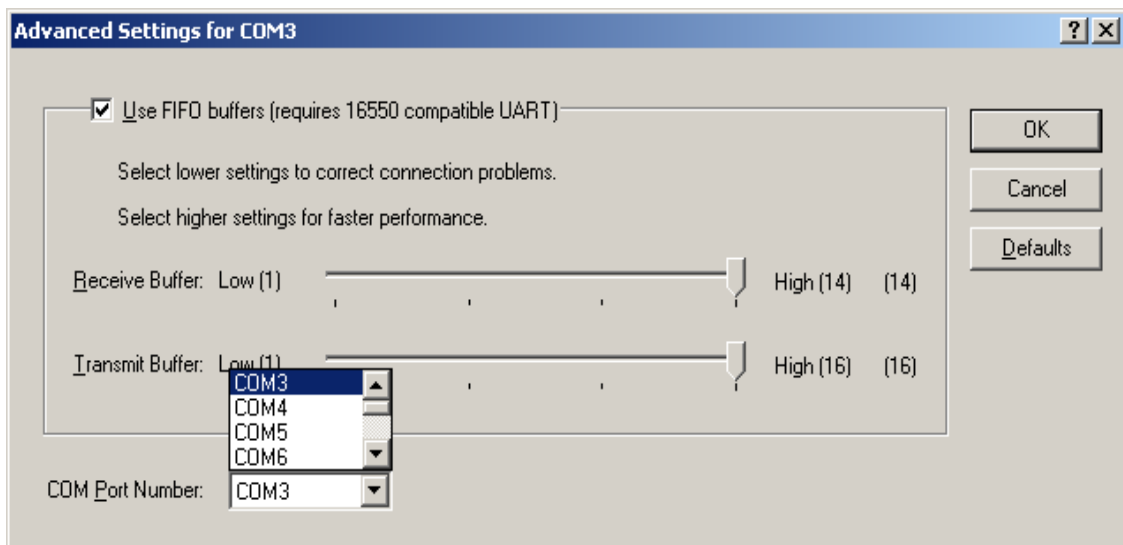 Advanced Settings for COM3
Use FIFO buffers (requires 16550 compatible UART)
OK
Select lower settings to correct connection problems.
Cancel
Select higher settings for faster performance.
Defaults
Receive Buffer: Low (1) High (14) (14)
Transmit Buffer: Low (1) High (16) (16)
COM3
COM4
COM5
COM6
COM Port Number: COM3